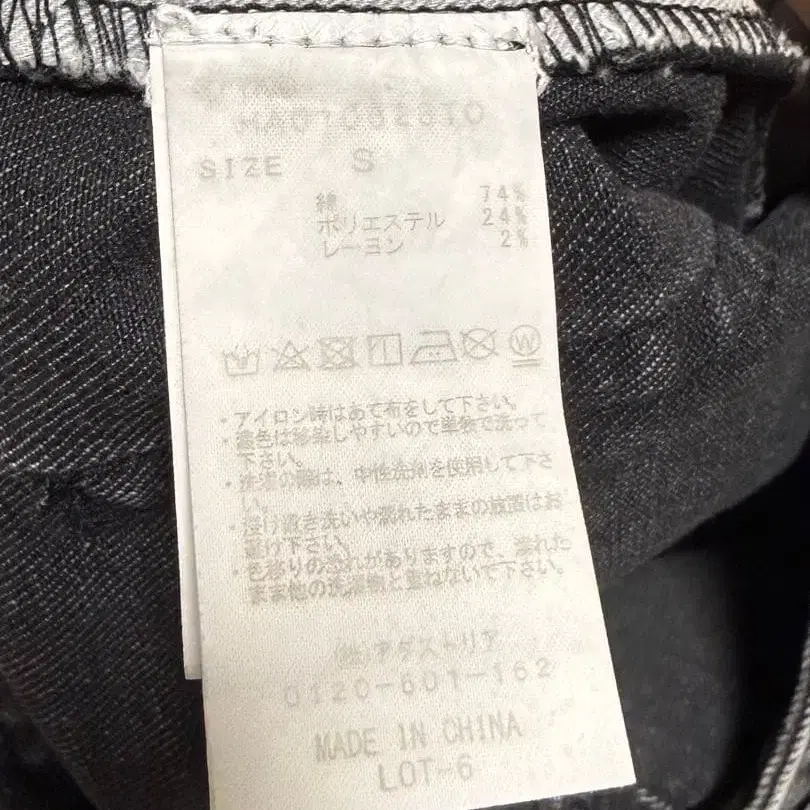 SIZE S
綿 74%
ポリエステル 24%
レーヨン 2%
・アイロン時はあて布をして下さい。
・濃色は移染しやすいので単独で洗って
下さい。
・洗濯の際は、中性洗剤を使用して下さ
い。
・浸け置き洗いや濡れたままの放置はお
避け下さい。
・色移りの恐れがありますので、濡れた
まま他の洗濯物と重ねないで下さい。
(株)アダストリア
0120-601-162
MADE IN CHINA
LOT-6